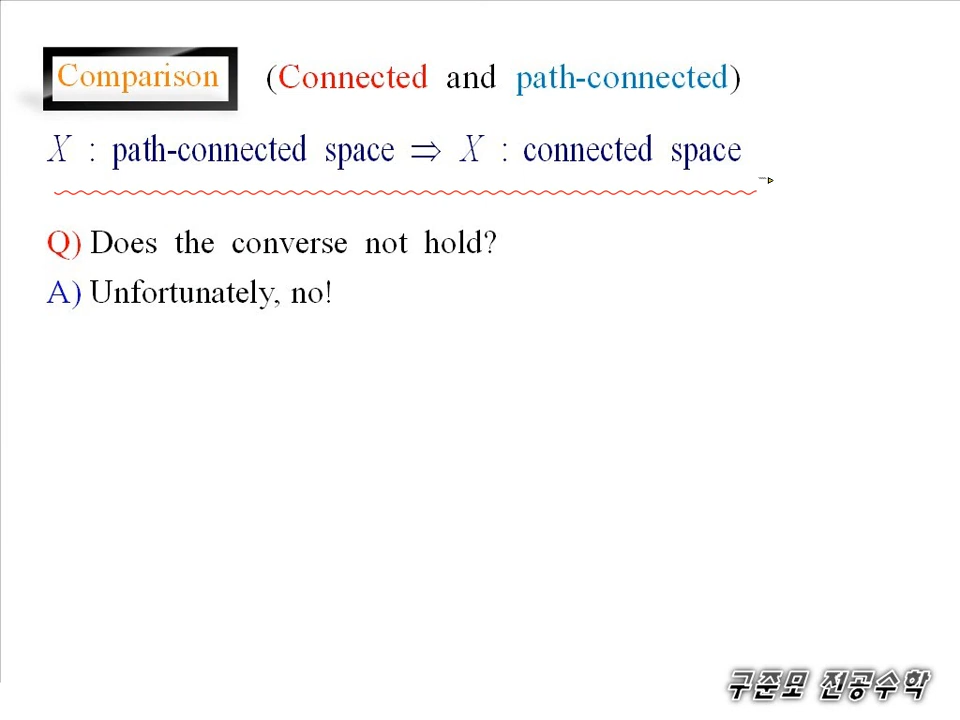 Comparison (Connected and path-connected)
X : path-connected space ⇒ X : connected space
Q) Does the converse not hold?
A) Unfortunately, no!
구준모 전공수학